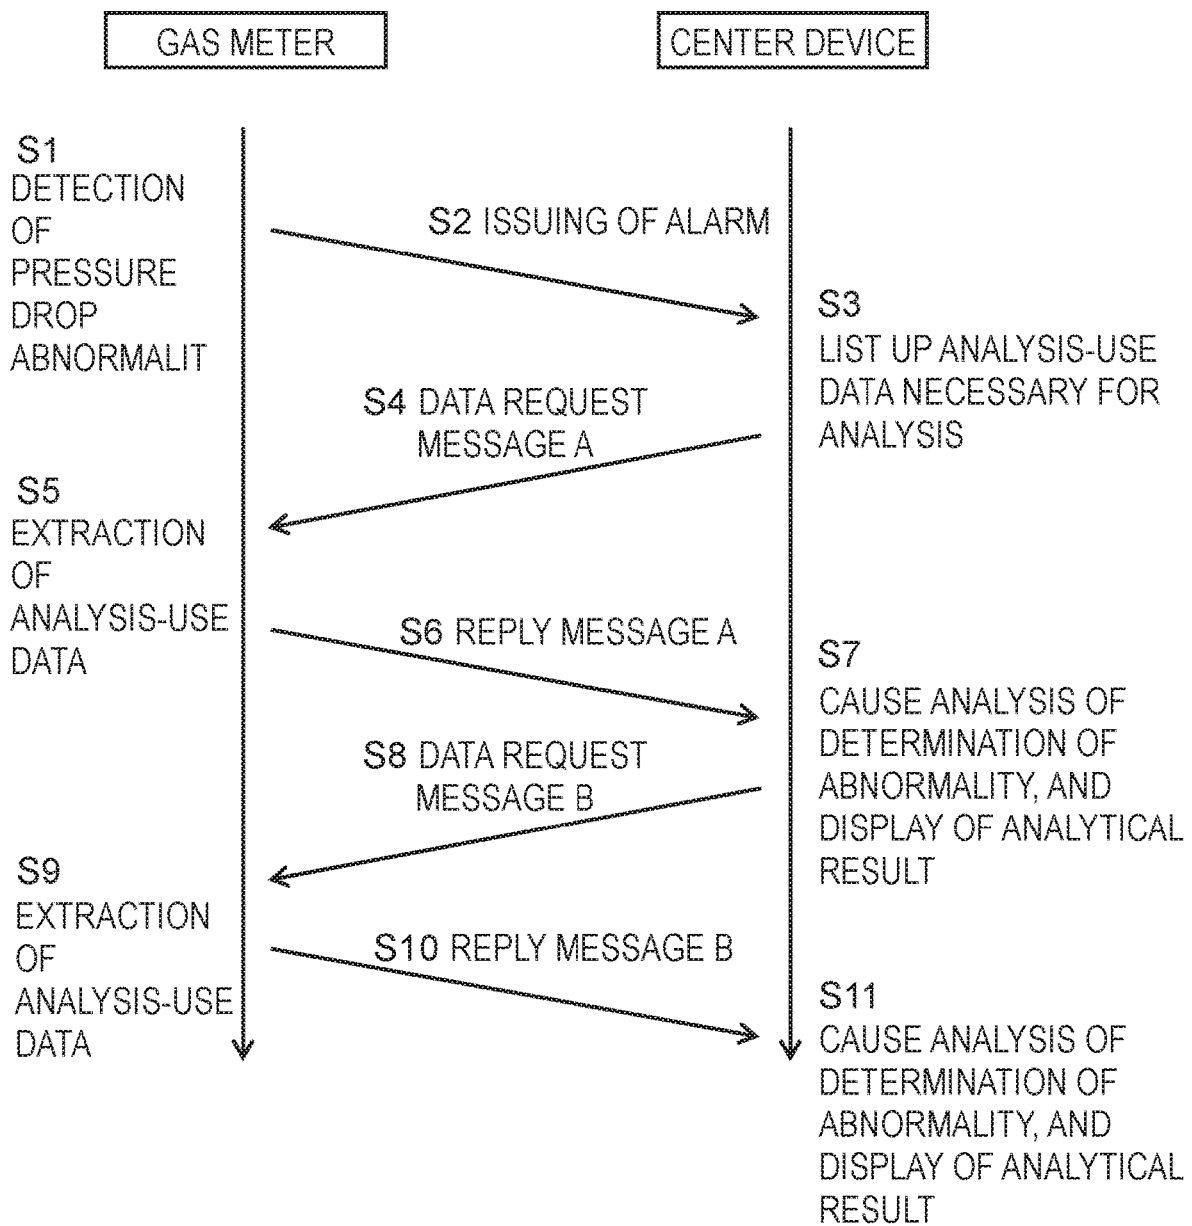 GAS METER
CENTER DEVICE
S1
DETECTION
OF
PRESSURE
DROP
ABNORMALIT
S2 ISSUING OF ALARM
S3
LIST UP ANALYSIS-USE
DATA NECESSARY FOR
ANALYSIS
S4 DATA REQUEST
MESSAGE A
S5
EXTRACTION
OF
ANALYSIS-USE
DATA
S6 REPLY MESSAGE A
S7
CAUSE ANALYSIS OF
DETERMINATION OF
ABNORMALITY, AND
DISPLAY OF ANALYTICAL
RESULT
S8 DATA REQUEST
MESSAGE B
S9
EXTRACTION
OF
ANALYSIS-USE
DATA
S10 REPLY MESSAGE B
S11
CAUSE ANALYSIS OF
DETERMINATION OF
ABNORMALITY, AND
DISPLAY OF ANALYTICAL
RESULT